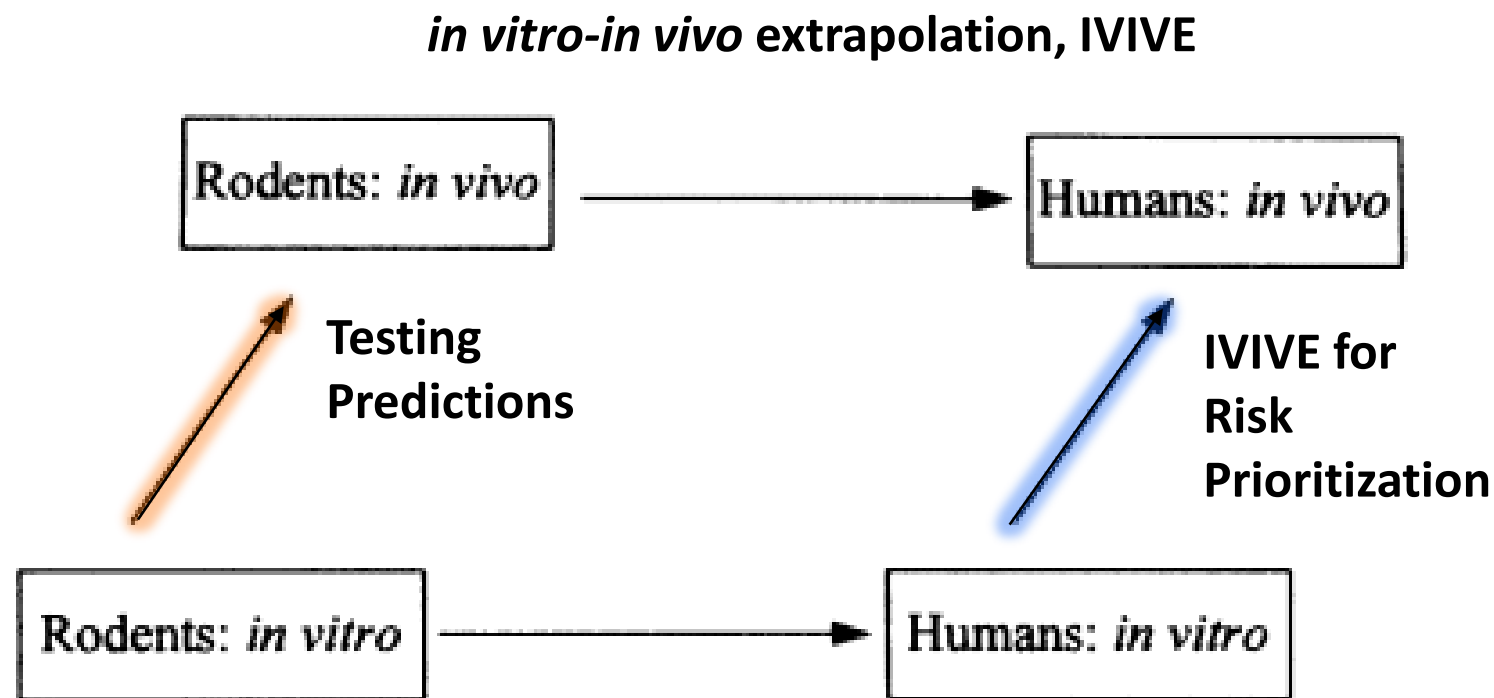 in vitro-in vivo extrapolation, IVIVE
Rodents: in vivo
Humans: in vivo
Testing
Predictions
IVIVE for
Risk
Prioritization
Rodents: in vitro
Humans: in vitro